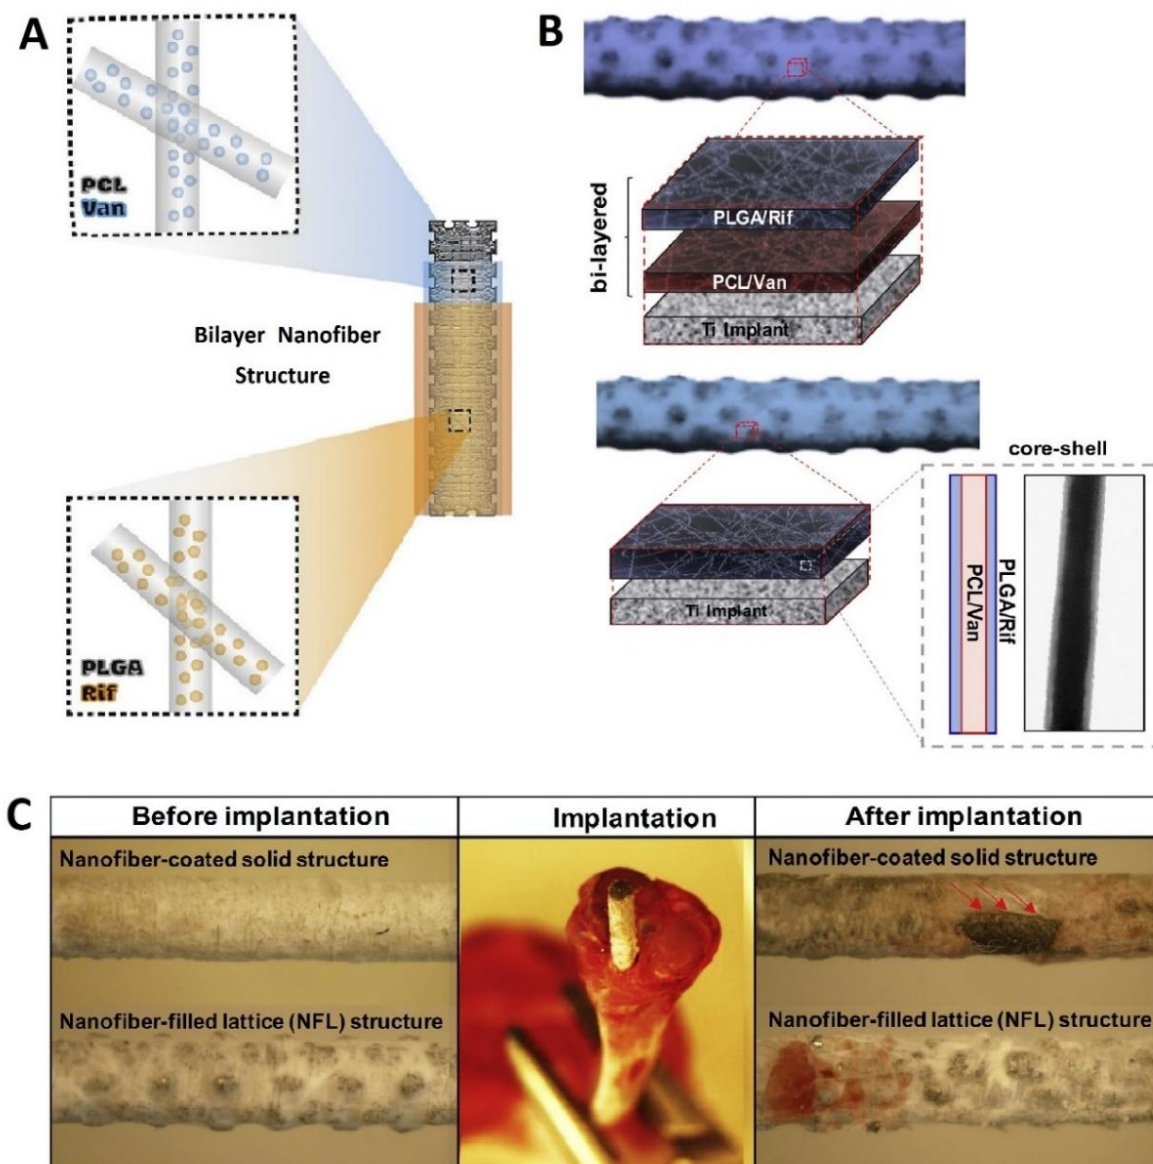 A
PCL
Van
Bilayer Nanofiber
Structure
PLGA
Rif
B
bi-layered
PLGA/Rif
PCL/Van
Ti Implant
Ti Implant
core-shell
PCL/Van
PLGA/Rif
C
Before implantation
Implantation
After implantation
Nanofiber-coated solid structure
Nanofiber-coated solid structure
Nanofiber-filled lattice (NFL) structure
Nanofiber-filled lattice (NFL) structure